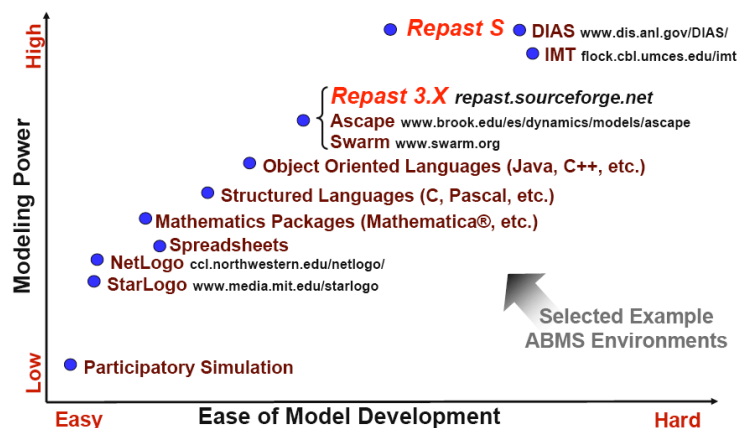 High
Repast S
DIAS www.dis.anl.gov/DIAS/
IMT flock.cbl.umces.edu/imt
Repast 3.X repast.sourceforge.net
Ascape www.brook.edu/es/dynamics/models/ascape
Swarm www.swarm.org
Object Oriented Languages (Java, C++, etc.)
Structured Languages (C, Pascal, etc.)
Mathematics Packages (Mathematica®, etc.)
Spreadsheets
NetLogo ccl.northwestern.edu/netlogo/
StarLogo www.media.mit.edu/starlogo
Modeling Power
Selected Example
ABMS Environments
Participatory Simulation
Low
Easy
Ease of Model Development
Hard